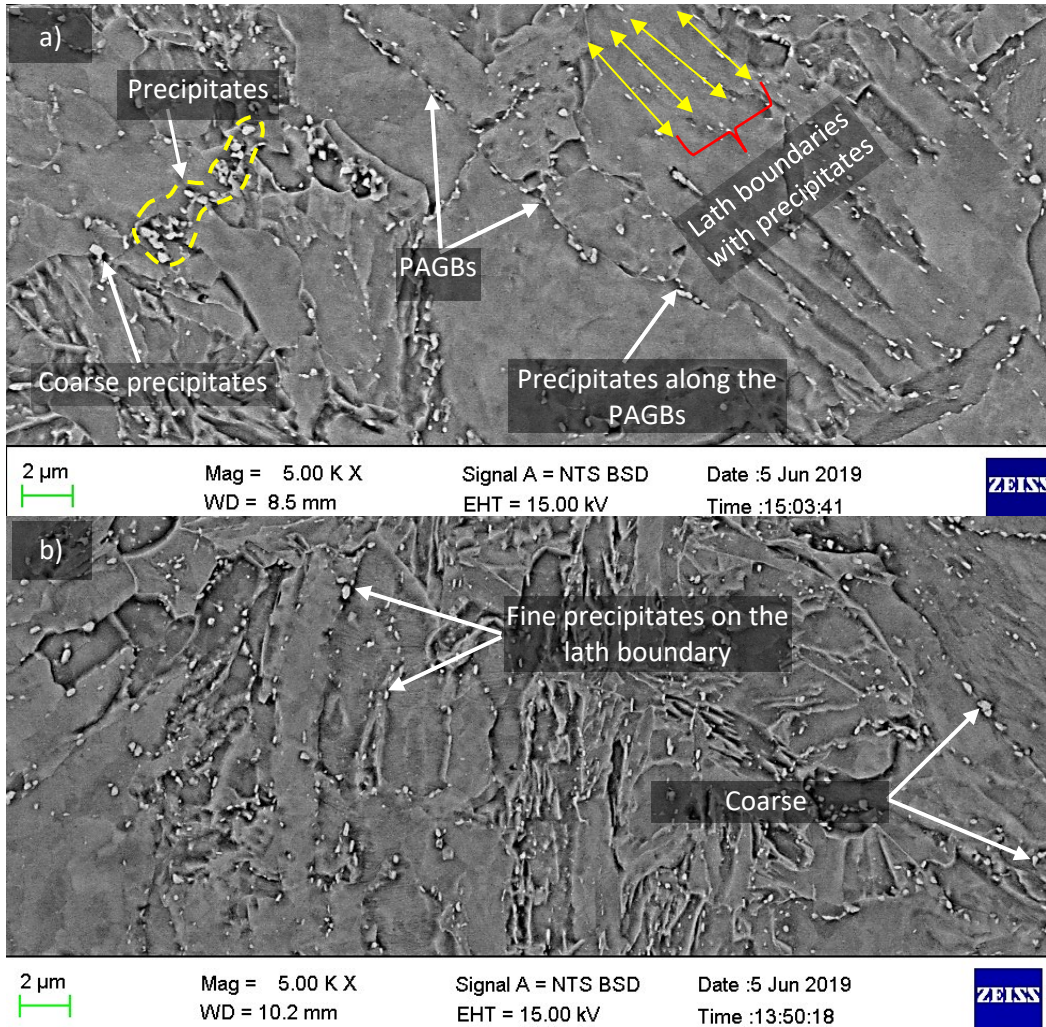 a)
Precipitates
PAGBs
Lath boundaries
with precipitates
Coarse precipitates
Precipitates along the
PAGBs
2 µm
Mag = 5.00 K X
Signal A = NTS BSD
Date :5 Jun 2019
WD = 8.5 mm
EHT = 15.00 kV
Time :15:03:41
ZEISS
b)
Fine precipitates on the
lath boundary
Coarse
2 µm
Mag = 5.00 K X
Signal A = NTS BSD
Date :5 Jun 2019
WD = 10.2 mm
EHT = 15.00 kV
Time :13:50:18
ZEISS